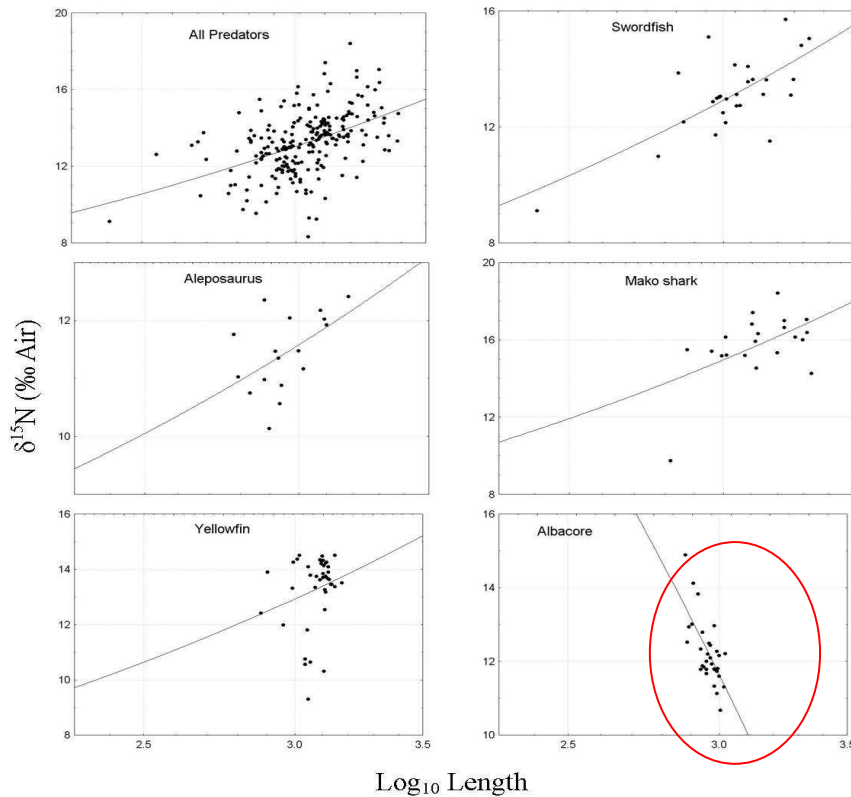 All Predators
20
16
12
8
Swordfish
16
12
8
Aleposaurus
12
10
Mako shark
20
16
12
8
Yellowfin
16
14
12
10
8
2.5 3.0 3.5
Albacore
16
14
12
10
2.5 3.0 3.5
δ¹⁵N (‰ Air)
Log₁₀ Length